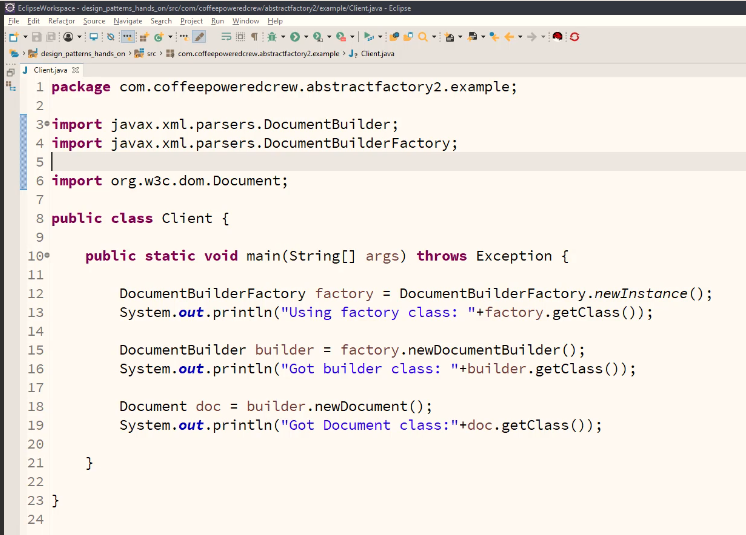 EclipseWorkspace - design_patterns_hands_on/src/com/coffeepoweredcrew/abstractfactory2/example/Client.java - Eclipse
File Edit Refactor Source Navigate Search Project Run Window Help
design_patterns_hands_on > src > com.coffeepoweredcrew.abstractfactory2.example > Client.java
Client.java
1 package com.coffeepoweredcrew.abstractfactory2.example;
2
3 import javax.xml.parsers.DocumentBuilder;
4 import javax.xml.parsers.DocumentBuilderFactory;
5
6 import org.w3c.dom.Document;
7
8 public class Client {
9
10 public static void main(String[] args) throws Exception {
11
12 DocumentBuilderFactory factory = DocumentBuilderFactory.newInstance();
13 System.out.println("Using factory class: "+factory.getClass());
14
15 DocumentBuilder builder = factory.newDocumentBuilder();
16 System.out.println("Got builder class: "+builder.getClass());
17
18 Document doc = builder.newDocument();
19 System.out.println("Got Document class:"+doc.getClass());
20
21 }
22
23 }
24